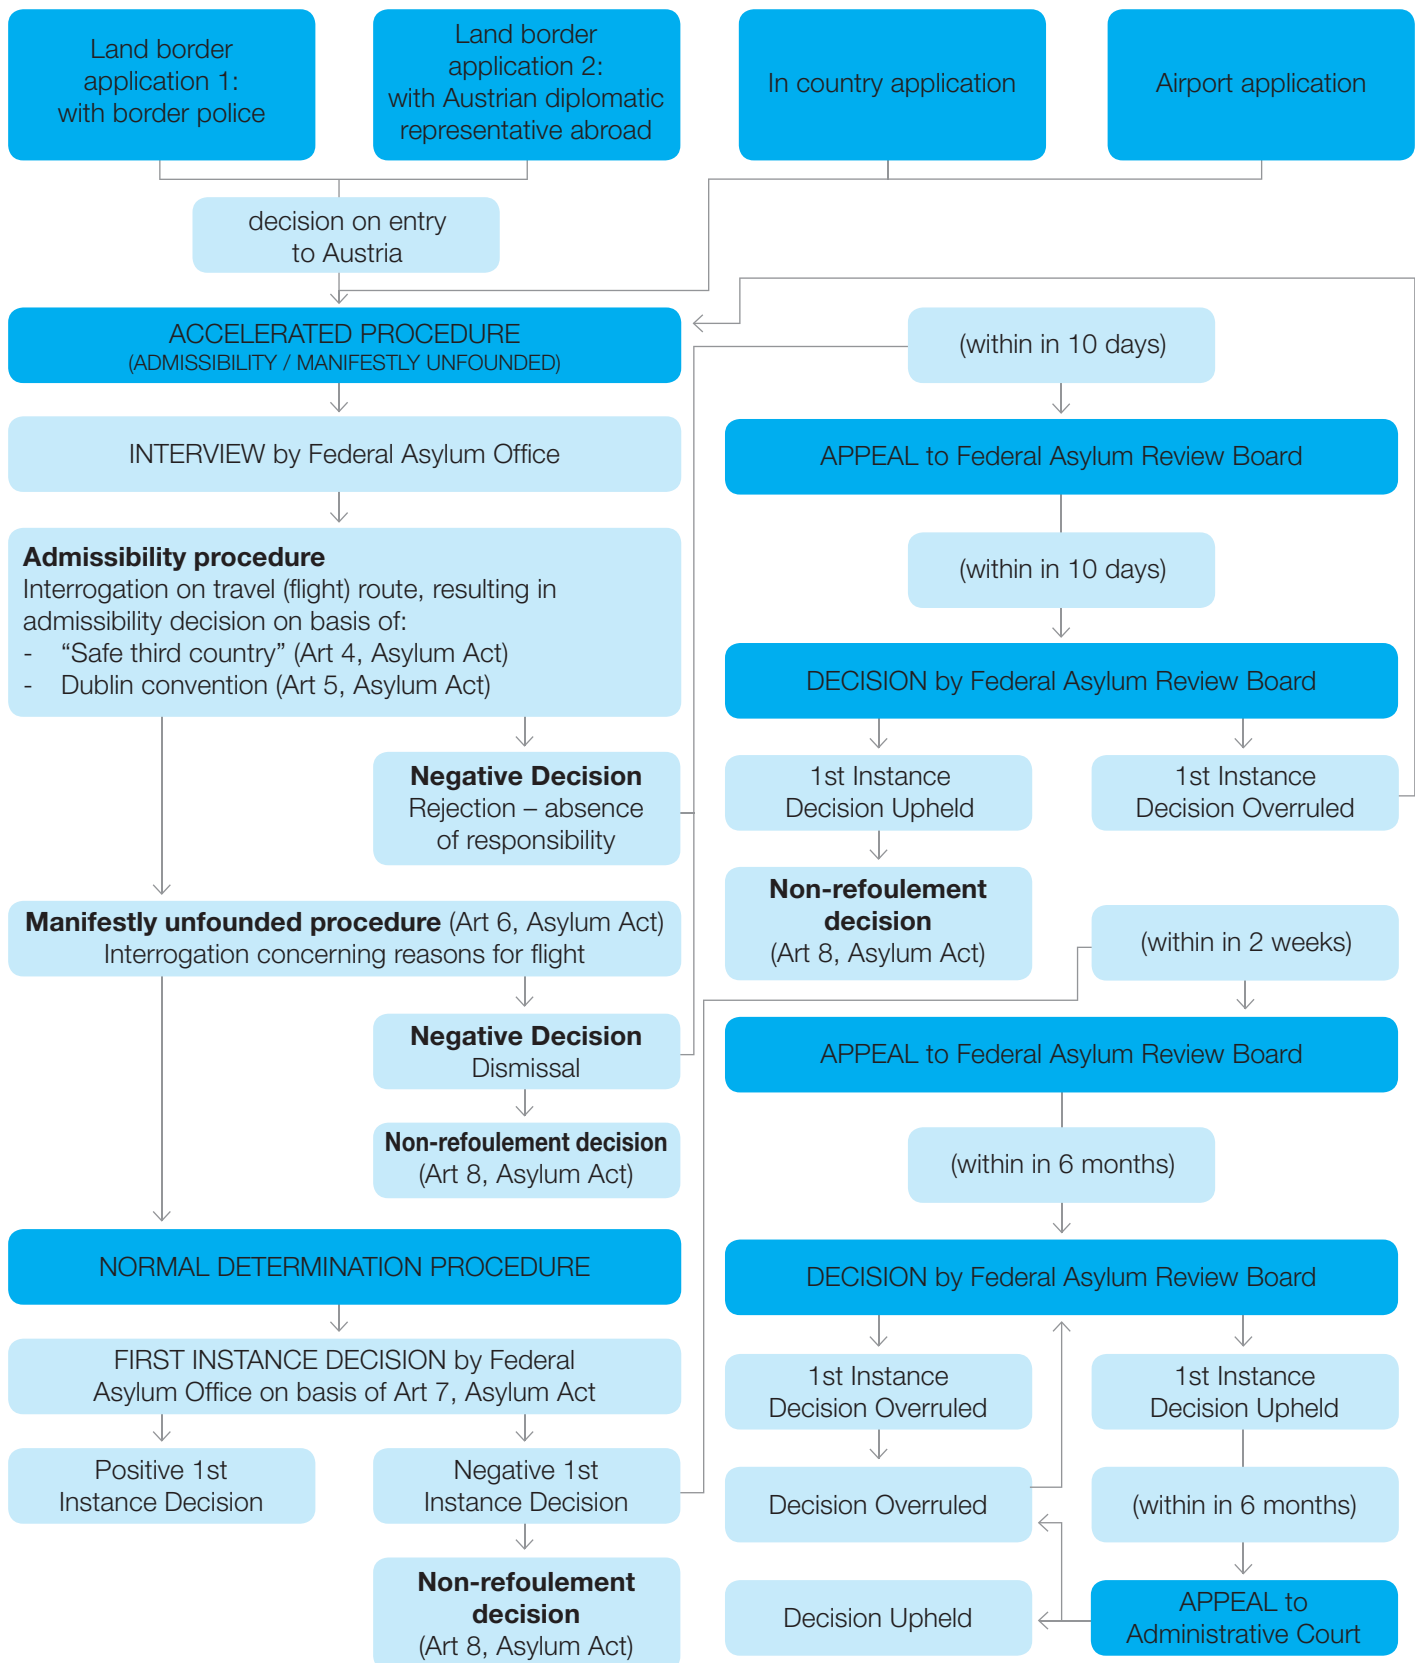 Land border
application 1:
with border police
Land border
application 2:
with Austrian diplomatic
representative abroad
In country application
Airport application
decision on entry
to Austria
ACCELERATED PROCEDURE
(ADMISSIBILITY / MANIFESTLY UNFOUNDED)
INTERVIEW by Federal Asylum Office
Admissibility procedure
Interrogation on travel (flight) route, resulting in
admissibility decision on basis of:
- “Safe third country” (Art 4, Asylum Act)
- Dublin convention (Art 5, Asylum Act)
Negative Decision
Rejection – absence
of responsibility
Manifestly unfounded procedure (Art 6, Asylum Act)
Interrogation concerning reasons for flight
Negative Decision
Dismissal
Non-refoulement decision
(Art 8, Asylum Act)
NORMAL DETERMINATION PROCEDURE
FIRST INSTANCE DECISION by Federal
Asylum Office on basis of Art 7, Asylum Act
Positive 1st
Instance Decision
Negative 1st
Instance Decision
Non-refoulement
decision
(Art 8, Asylum Act)
(within in 10 days)
APPEAL to Federal Asylum Review Board
(within in 10 days)
DECISION by Federal Asylum Review Board
1st Instance
Decision Upheld
1st Instance
Decision Overruled
Non-refoulement
decision
(Art 8, Asylum Act)
(within in 2 weeks)
APPEAL to Federal Asylum Review Board
(within in 6 months)
DECISION by Federal Asylum Review Board
1st Instance
Decision Overruled
1st Instance
Decision Upheld
Decision Overruled
(within in 6 months)
Decision Upheld
APPEAL to
Administrative Court